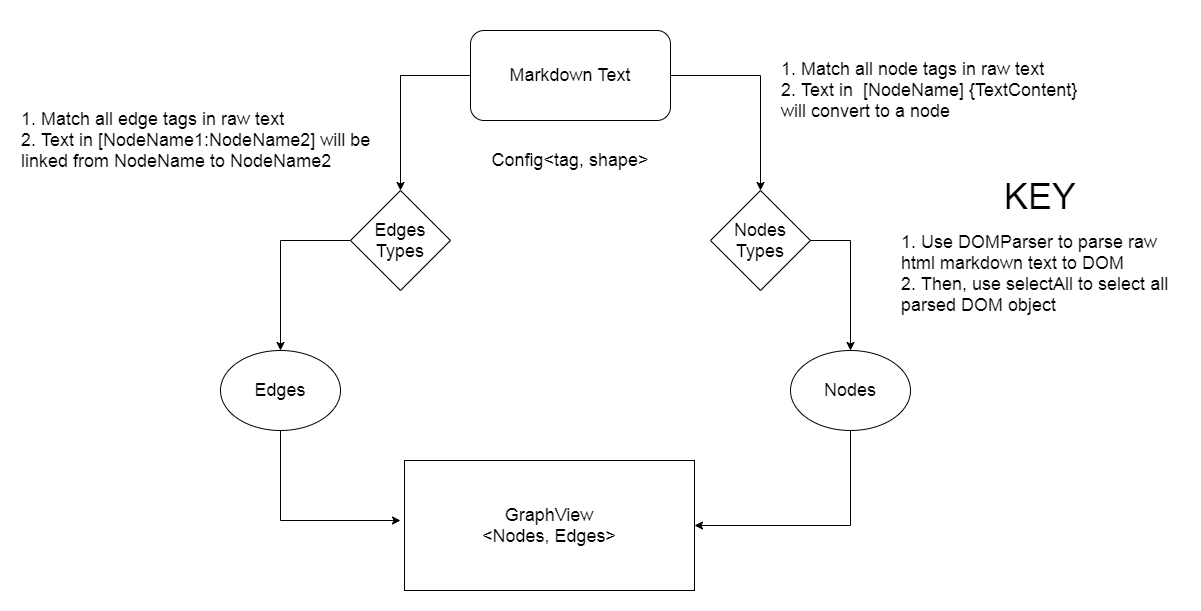 Markdown Text
1. Match all node tags in raw text
2. Text in  [NodeName] {TextContent}
will convert to a node
1. Match all edge tags in raw text
2. Text in [NodeName1:NodeName2] will be
linked from NodeName to NodeName2
Config<tag, shape>
KEY
1. Use DOMParser to parse raw
html markdown text to DOM
2. Then, use selectAll to select all
parsed DOM object
Edges
Types
Nodes
Types
Edges
Nodes
GraphView
<Nodes, Edges>